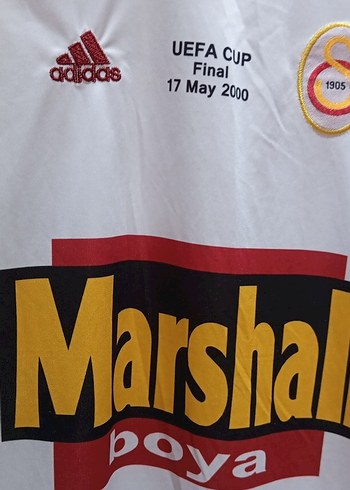 adidas
UEFA CUP
Final
17 May 2000
1905
Marshall
boya